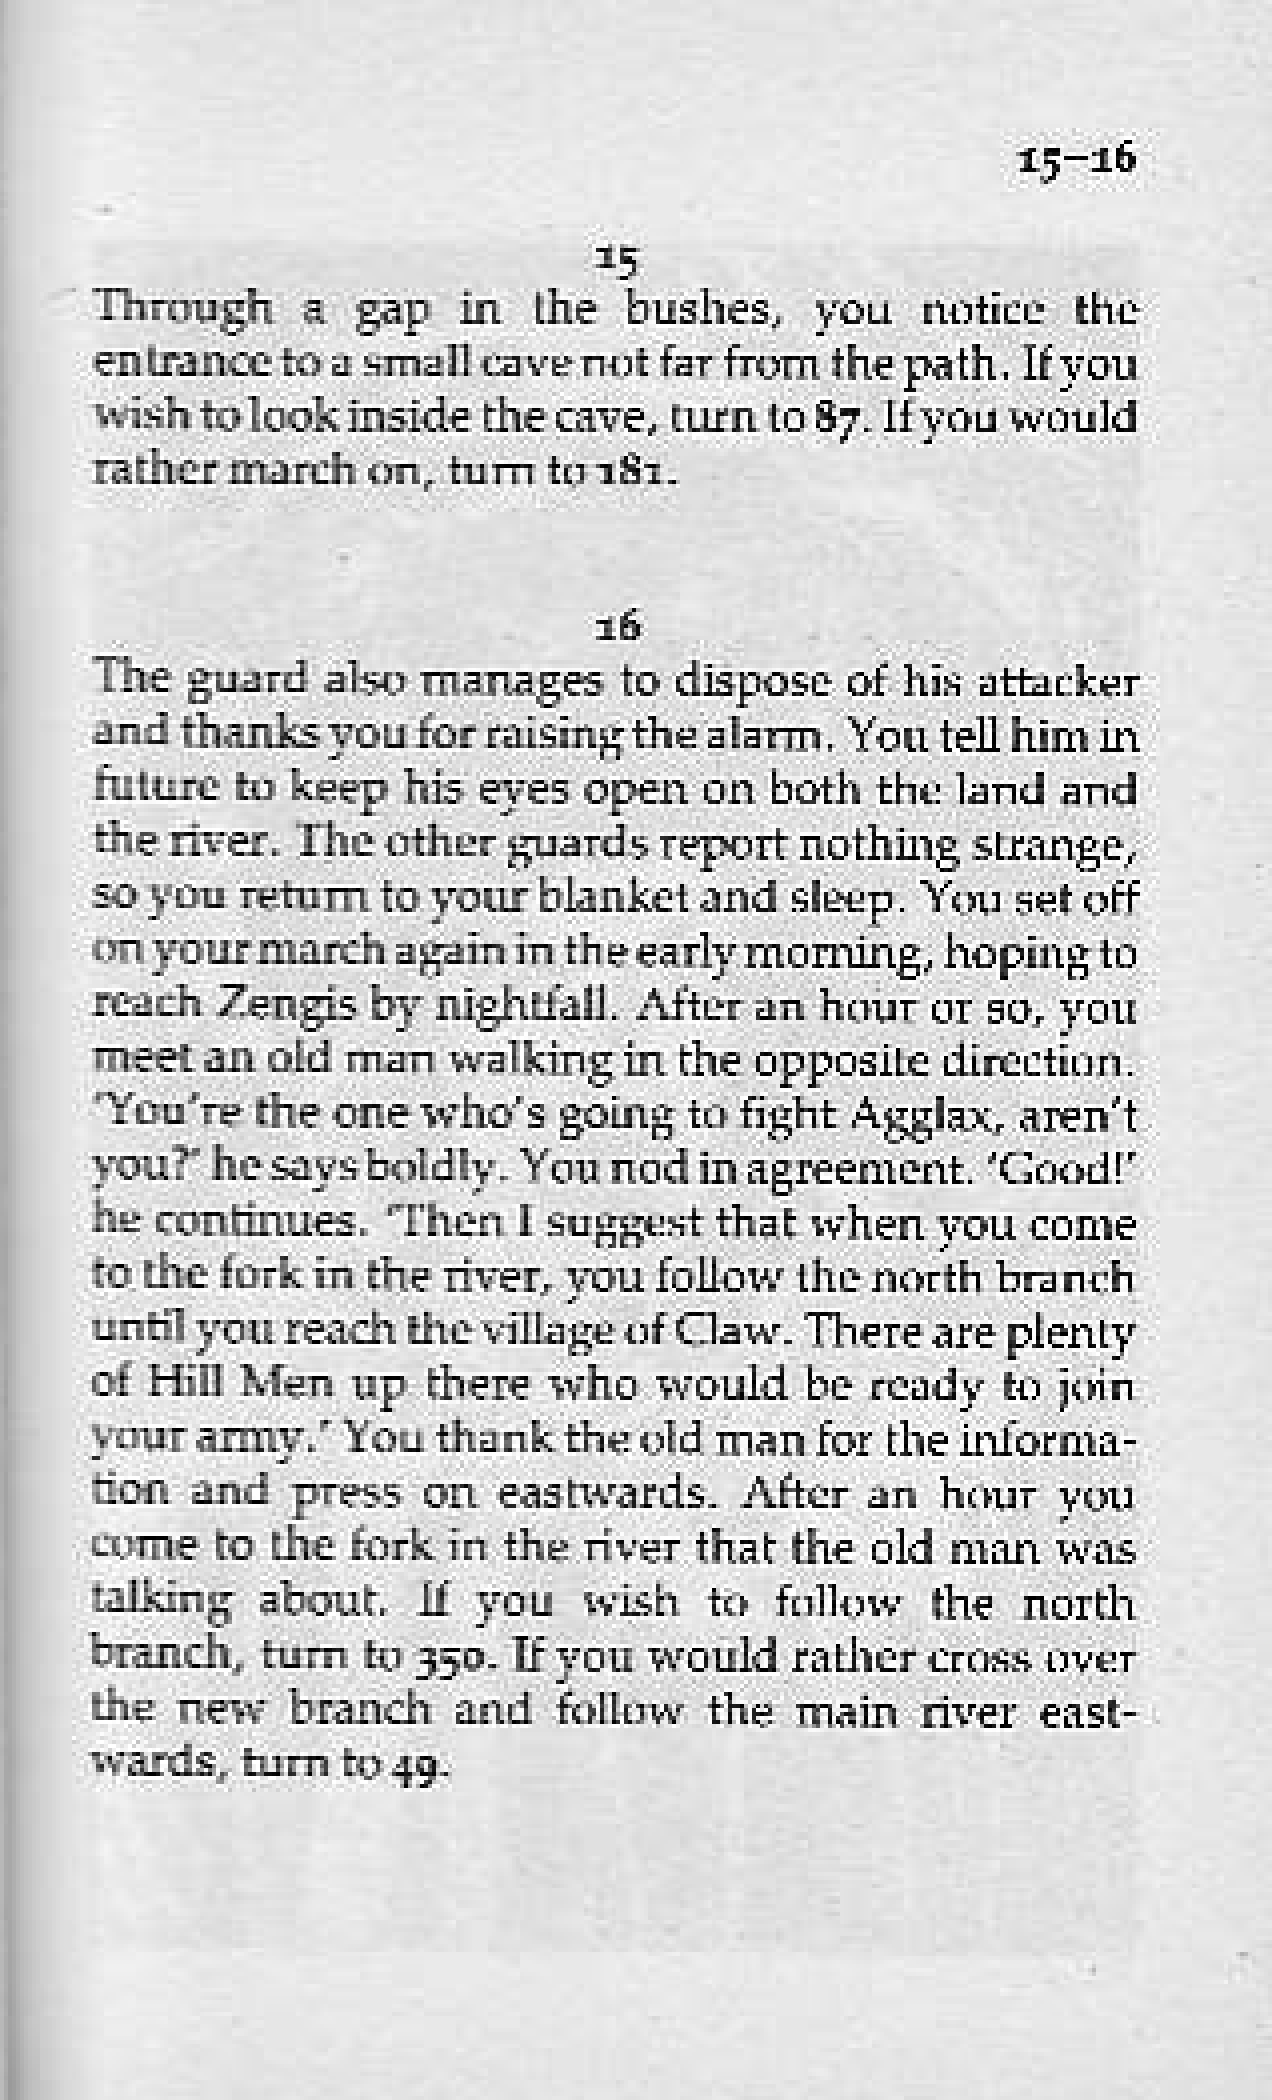 15–16
15
Through a gap in the bushes, you notice the
entrance to a small cave not far from the path. If you
wish to look inside the cave, turn to 87. If you would
rather march on, turn to 181.
16
The guard also manages to dispose of his attacker
and thanks you for raising the alarm. You tell him in
future to keep his eyes open on both the land and
the river. The other guards report nothing strange,
so you return to your blanket and sleep. You set off
on your march again in the early morning, hoping to
reach Zengis by nightfall. After an hour or so, you
meet an old man walking in the opposite direction.
‘You’re the one who’s going to fight Agglax, aren’t
you?’ he says boldly. You nod in agreement. ‘Good!’
he continues. ‘Then I suggest that when you come
to the fork in the river, you follow the north branch
until you reach the village of Claw. There are plenty
of Hill Men up there who would be ready to join
your army.’ You thank the old man for the informa-
tion and press on eastwards. After an hour you
come to the fork in the river that the old man was
talking about. If you wish to follow the north
branch, turn to 350. If you would rather cross over
the new branch and follow the main river east-
wards, turn to 49.